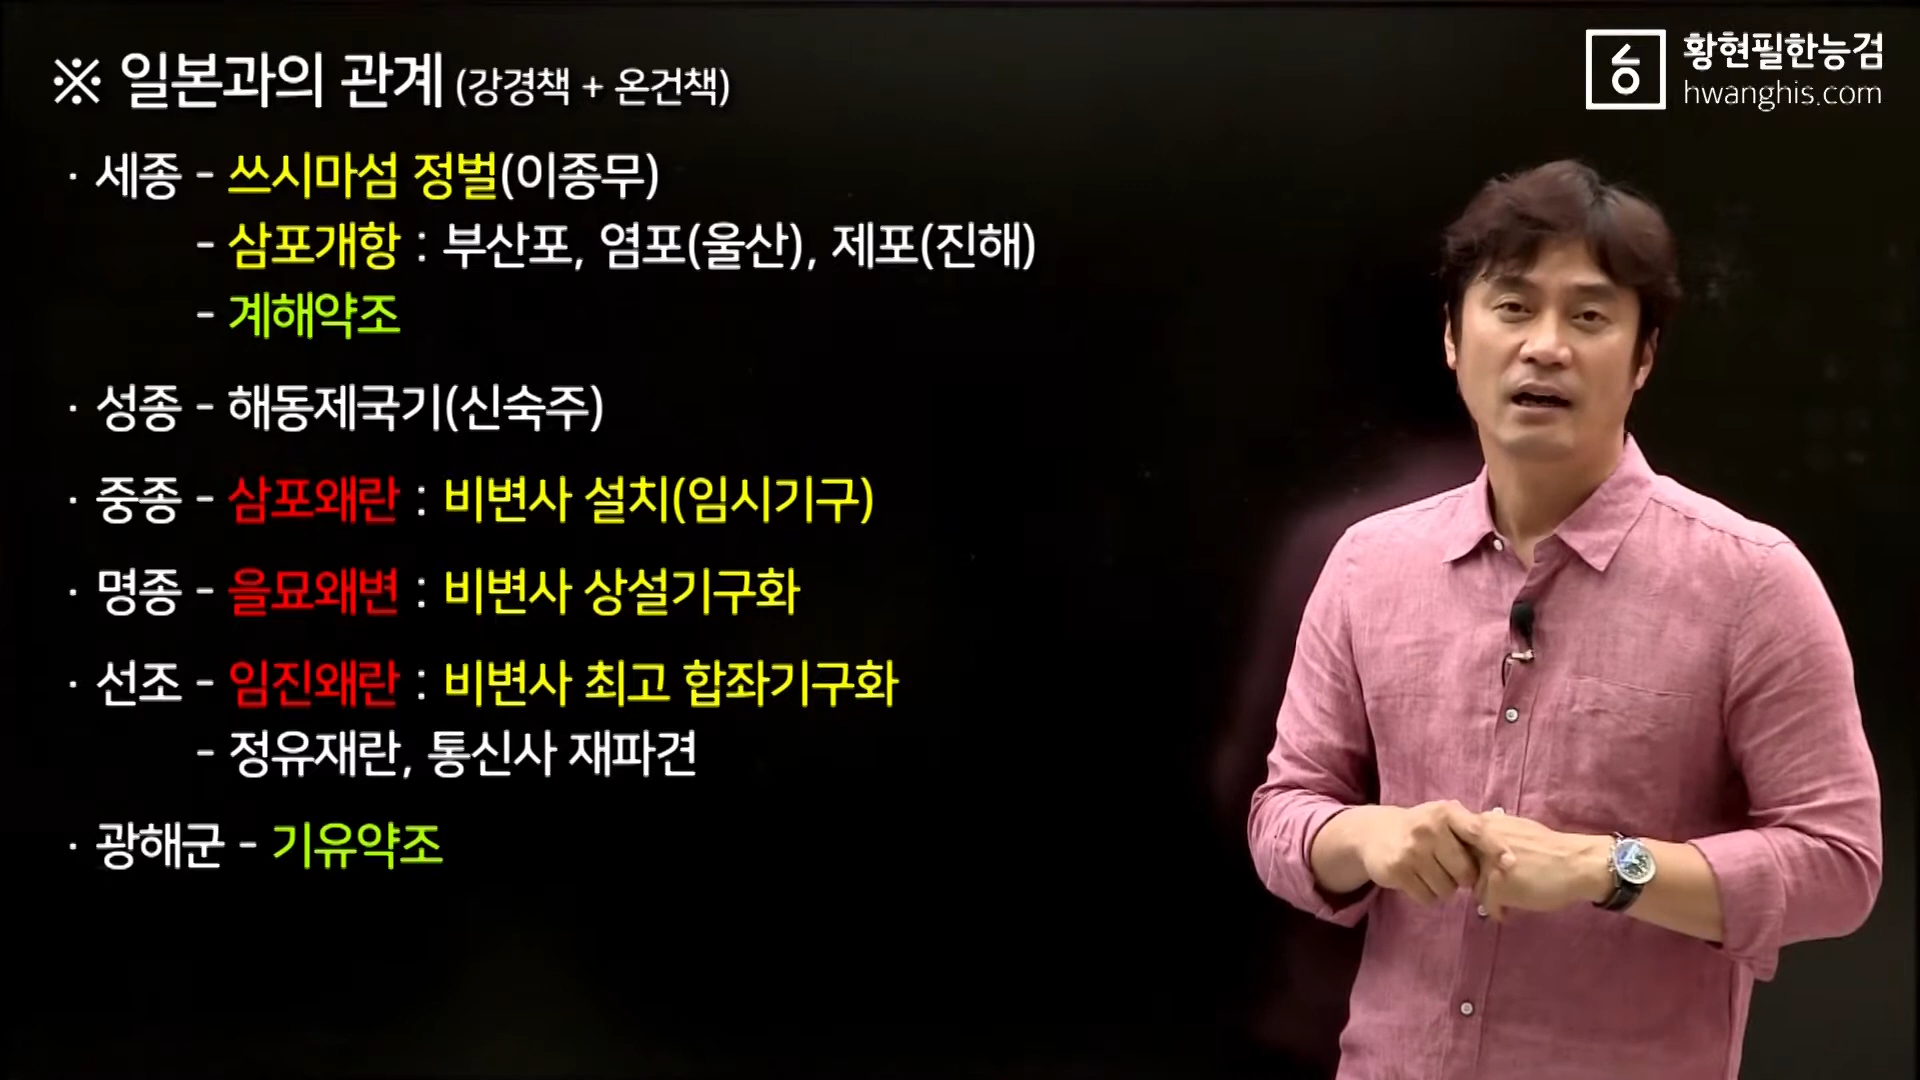 ※ 일본과의 관계 (강경책 + 온건책)
황현필한능검
hwanghis.com
· 세종 - 쓰시마섬 정벌(이종무)
- 삼포개항 : 부산포, 염포(울산), 제포(진해)
- 계해약조
· 성종 - 해동제국기(신숙주)
· 중종 - 삼포왜란 : 비변사 설치(임시기구)
· 명종 - 을묘왜변 : 비변사 상설기구화
· 선조 - 임진왜란 : 비변사 최고 합좌기구화
- 정유재란, 통신사 재파견
· 광해군 - 기유약조